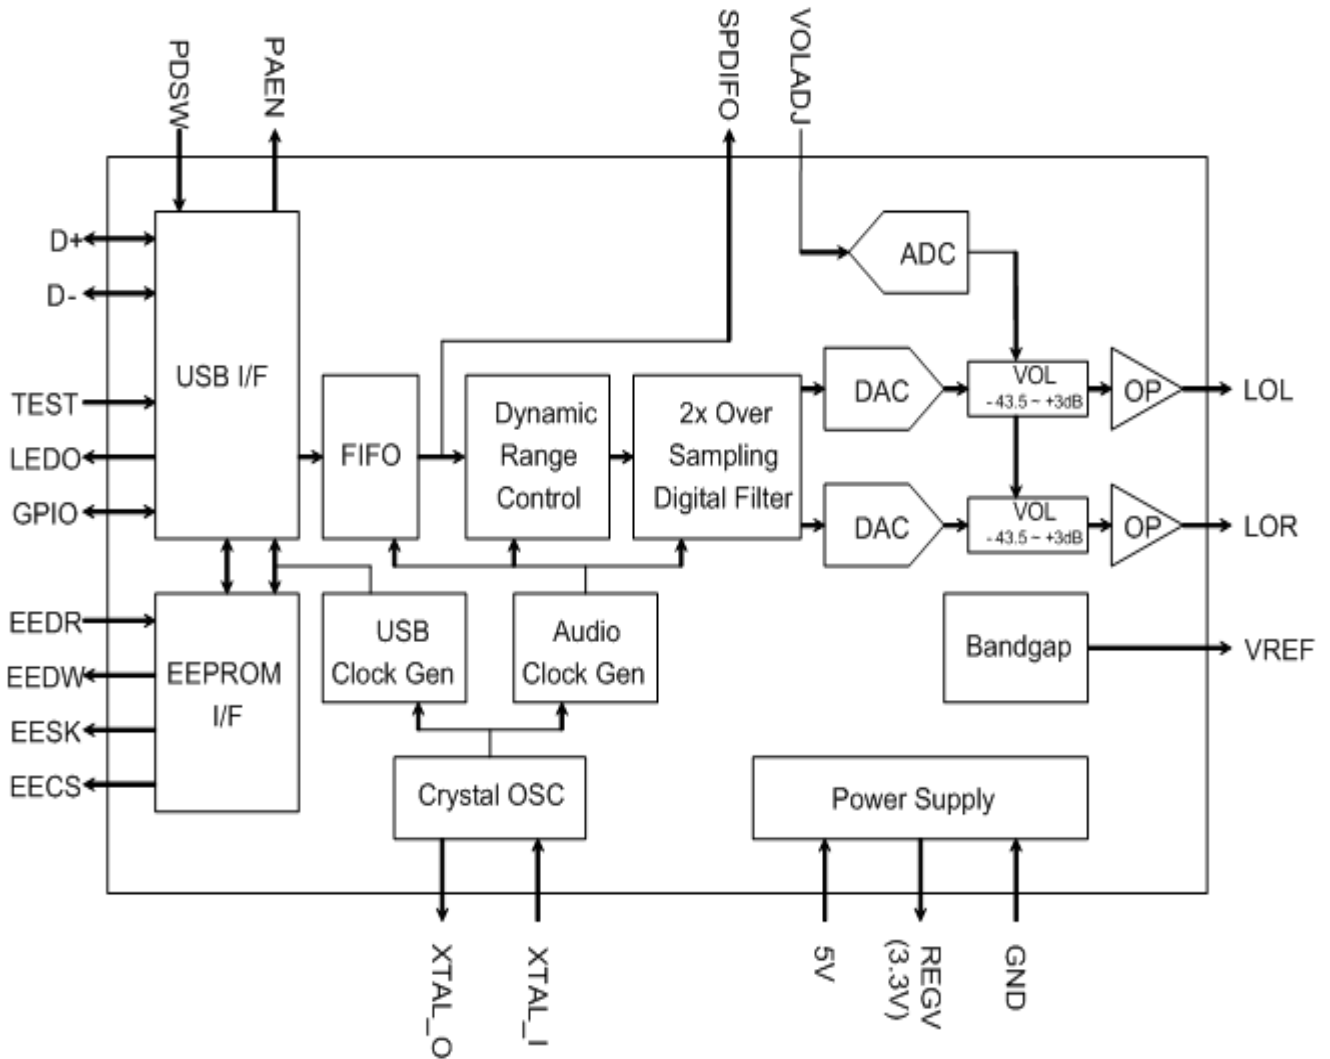 PDSW
PAEN
SPDIFO
VOLADJ
D+
D-
TEST
LEDO
GPIO
USB I/F
FIFO
Dynamic
Range
Control
2x Over
Sampling
Digital Filter
ADC
DAC
VOL
- 43.5 ~ +3dB
OP
LOL
DAC
VOL
- 43.5 ~ +3dB
OP
LOR
EEDR
EEDW
EESK
EECS
EEPROM
I/F
USB
Clock Gen
Audio
Clock Gen
Bandgap
VREF
Crystal OSC
Power Supply
XTAL_O
XTAL_I
5V
REGV
(3.3V)
GND